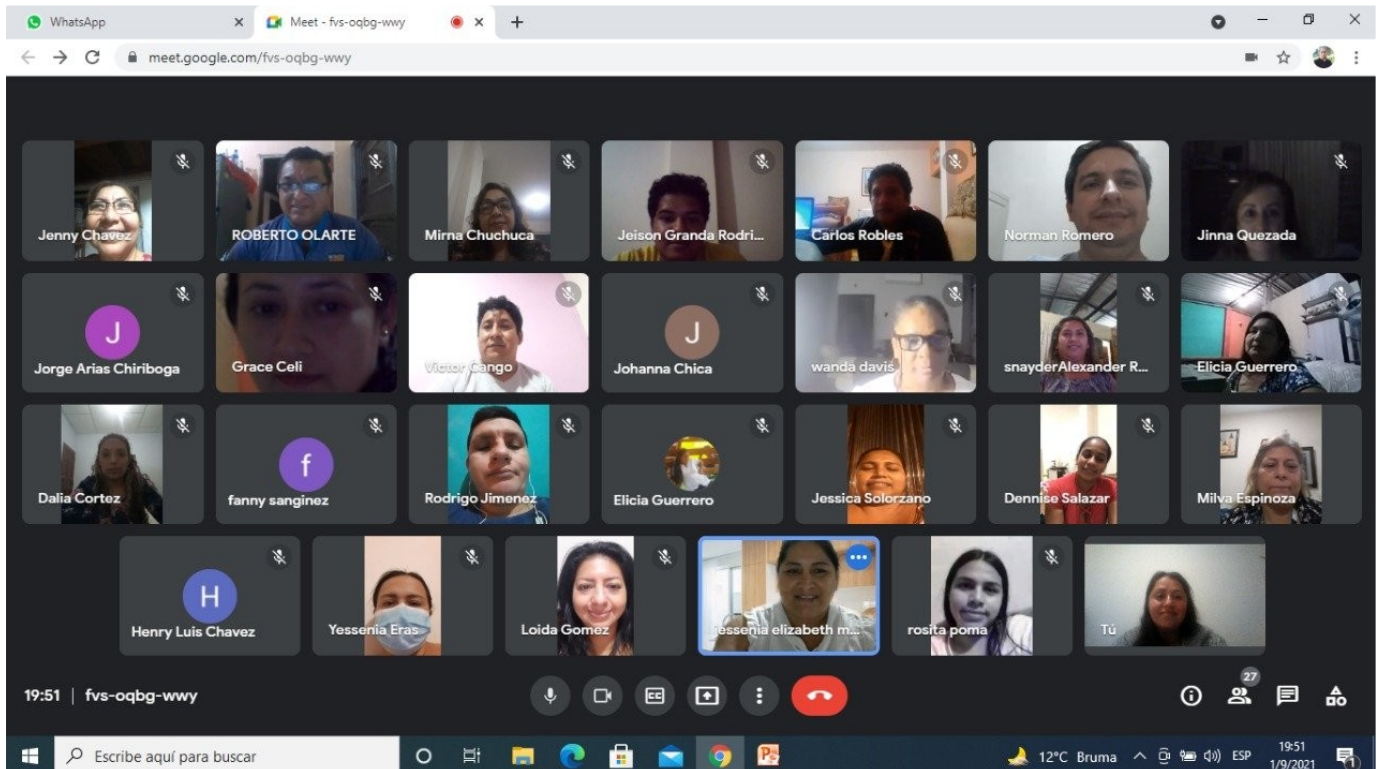 WhatsApp
Meet - fvs-oqbg-wwy
meet.google.com/fvs-oqbg-wwy
Jenny Chavez
ROBERTO OLARTE
Mirna Chuchuca
Jeison Granda Rodri...
Carlos Robles
Norman Romero
Jinna Quezada
J
Jorge Arias Chiriboga
Grace Celi
Victor Cango
J
Johanna Chica
wanda davis
snayderAlexander R...
Elicia Guerrero
Dalia Cortez
f
fanny sanginez
Rodrigo Jimenez
Elicia Guerrero
Jessica Solorzano
Dennise Salazar
Milva Espinoza
H
Henry Luis Chavez
Yessenia Eras
Loida Gomez
essenia elizabeth m...
rosita poma
Tú
19:51 | fvs-oqbg-wwy
CC
27
Escribe aquí para buscar
12°C Bruma
ESP
19:51
1/9/2021
1